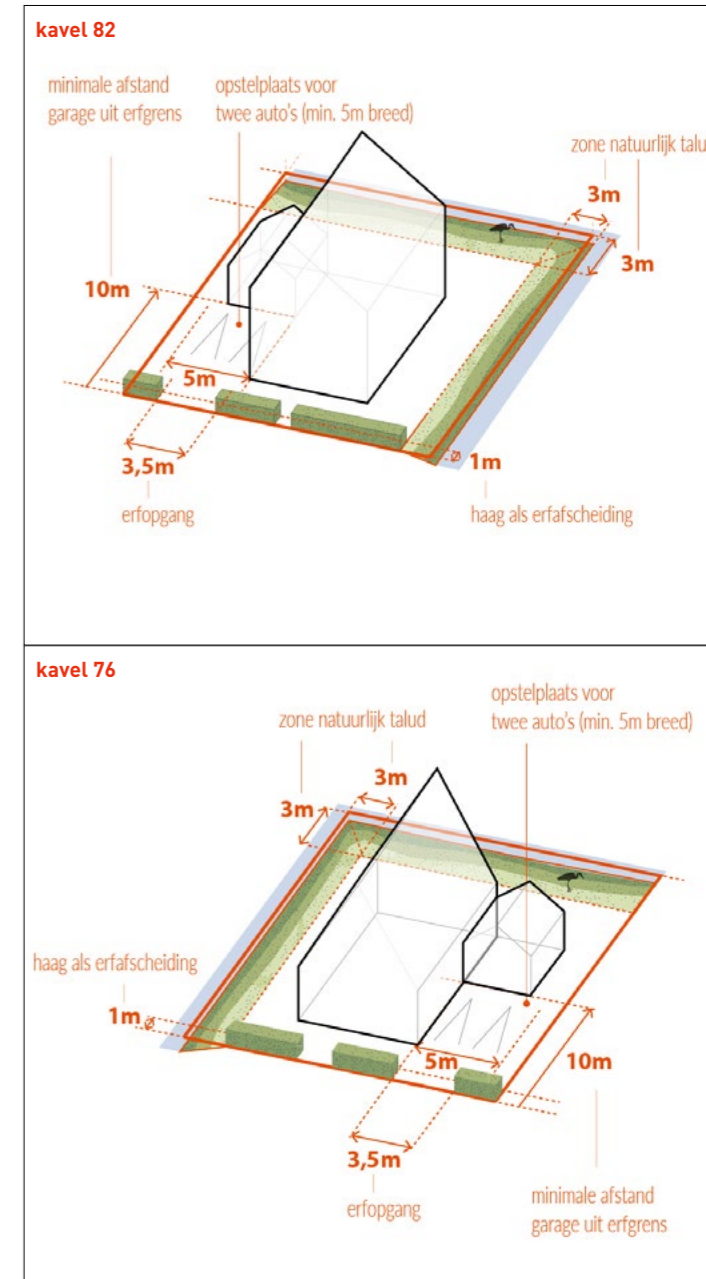 kavel 82
minimale afstand
garage uit erfgrens
opstelplaats voor
twee auto's (min. 5m breed)
zone natuurlijk talu
3m
3m
10m
5m
3,5m
1m
erfopgang
haag als erfafscheiding
kavel 76
opstelplaats voor
twee auto's (min. 5m breed)
zone natuurlijk talud
3m
3m
haag als erfafscheiding
1m
5m
10m
3,5m
erfopgang
minimale afstand
garage uit erfgrens